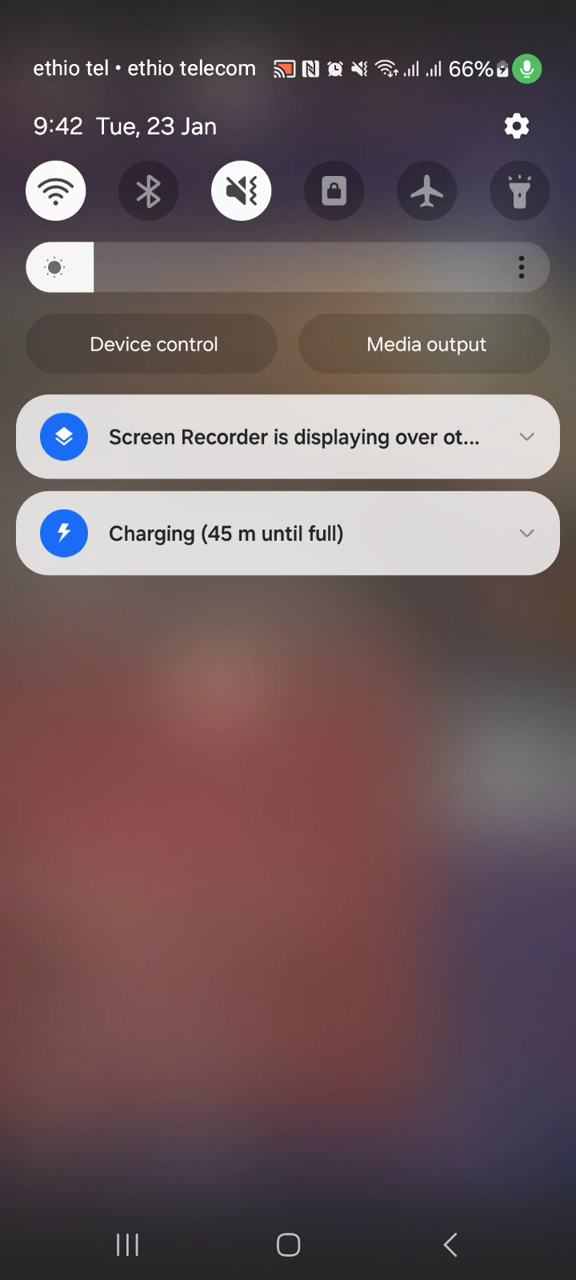 ethio tel • ethio telecom 66%
9:42 Tue, 23 Jan
Device control
Media output
Screen Recorder is displaying over ot...
Charging (45 m until full)